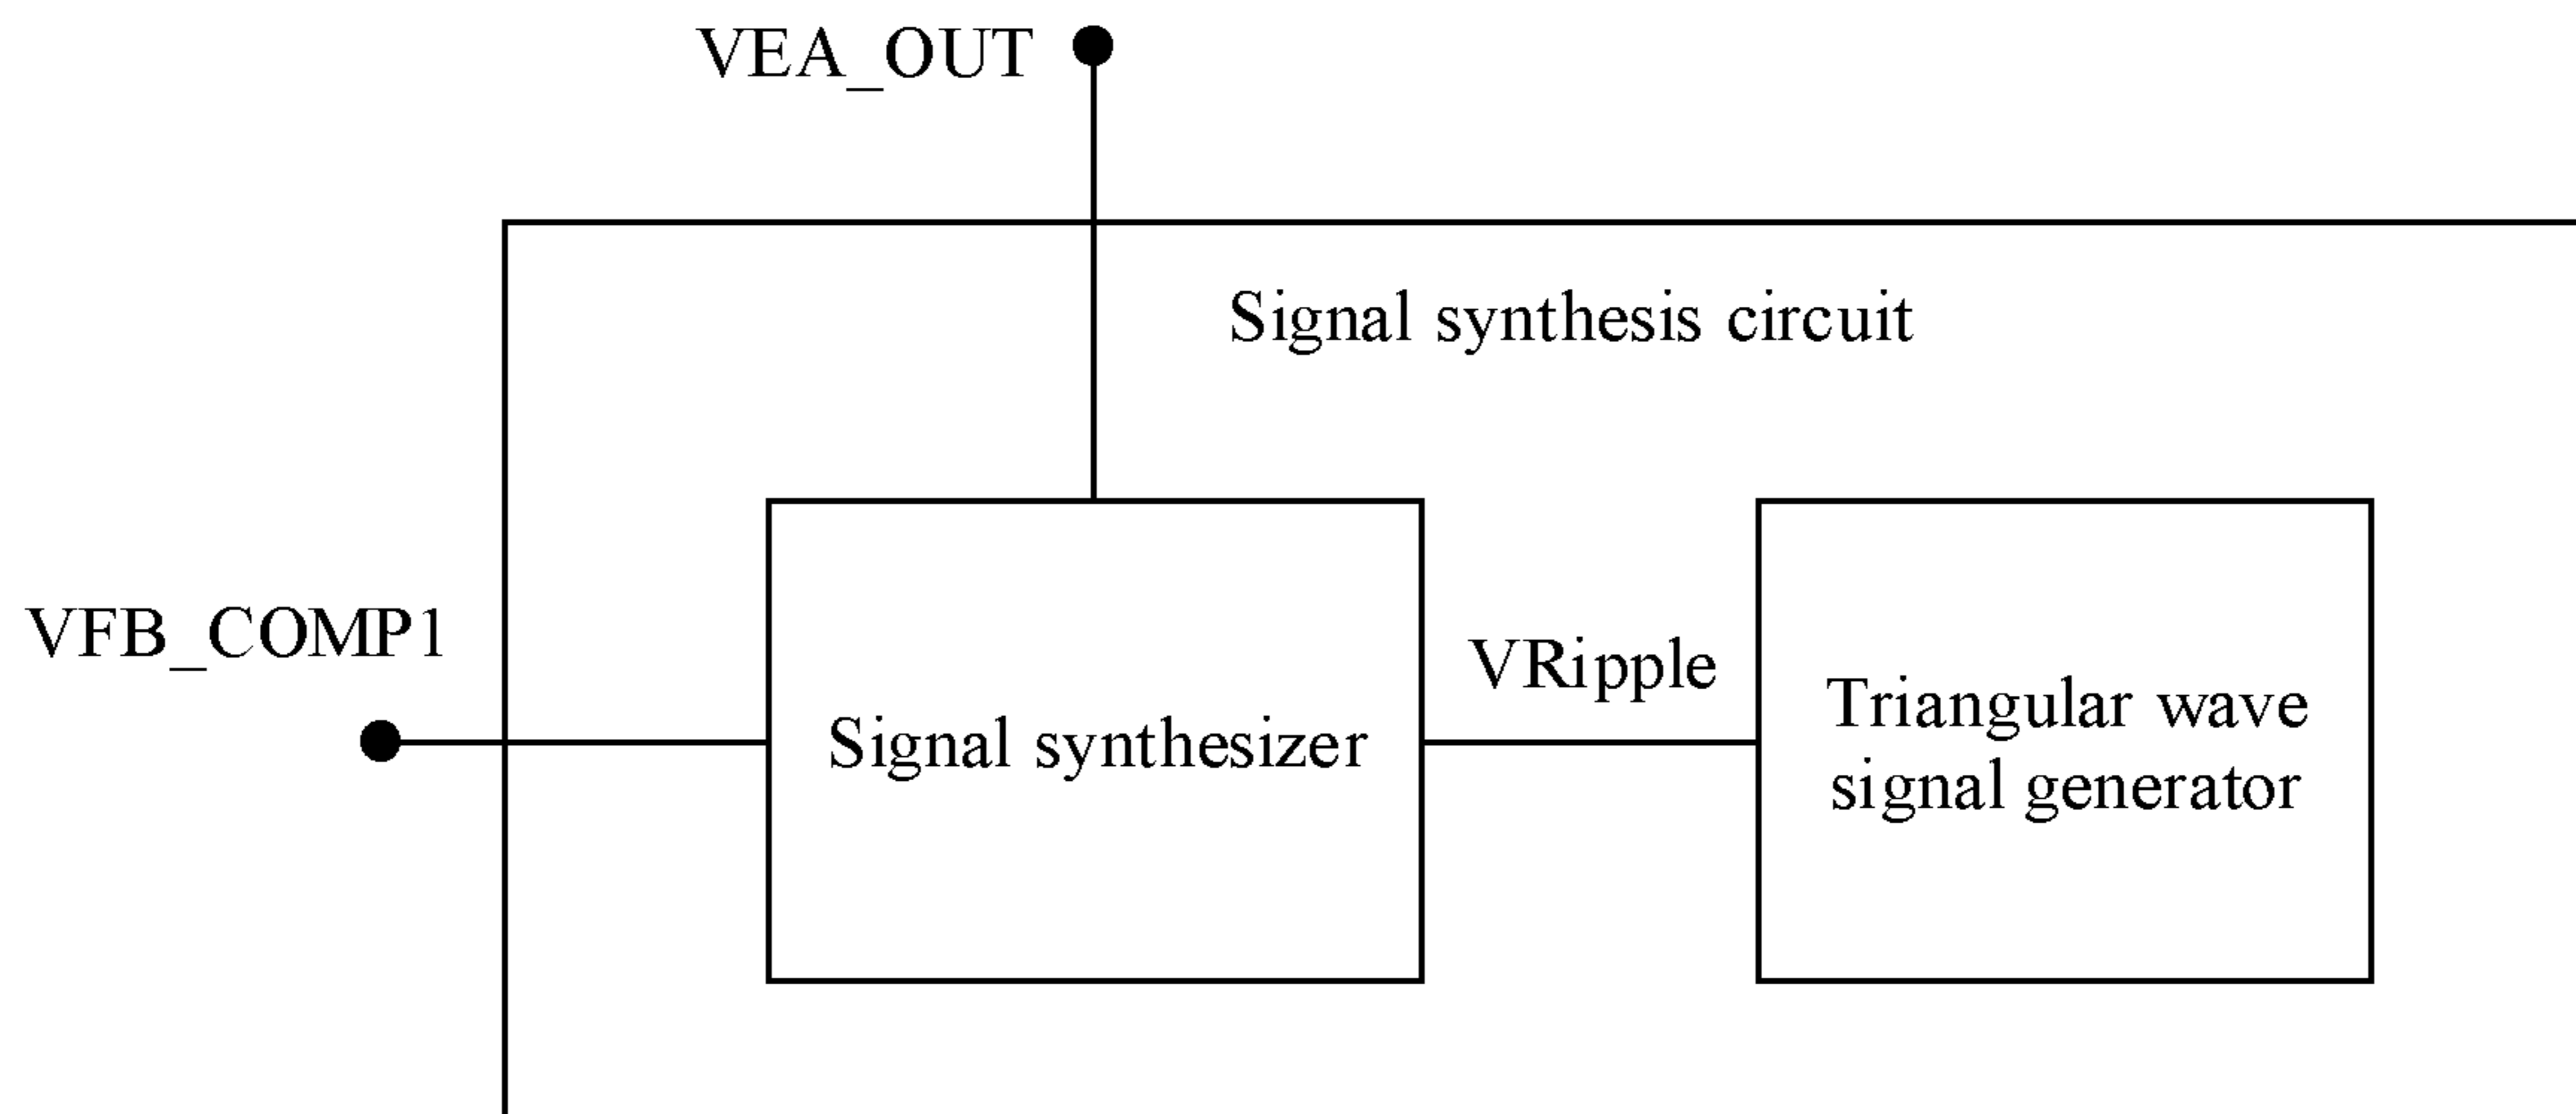 VEA_OUT
Signal synthesis circuit
VFB_COMP1
Signal synthesizer
VRipple
Triangular wave
signal generator